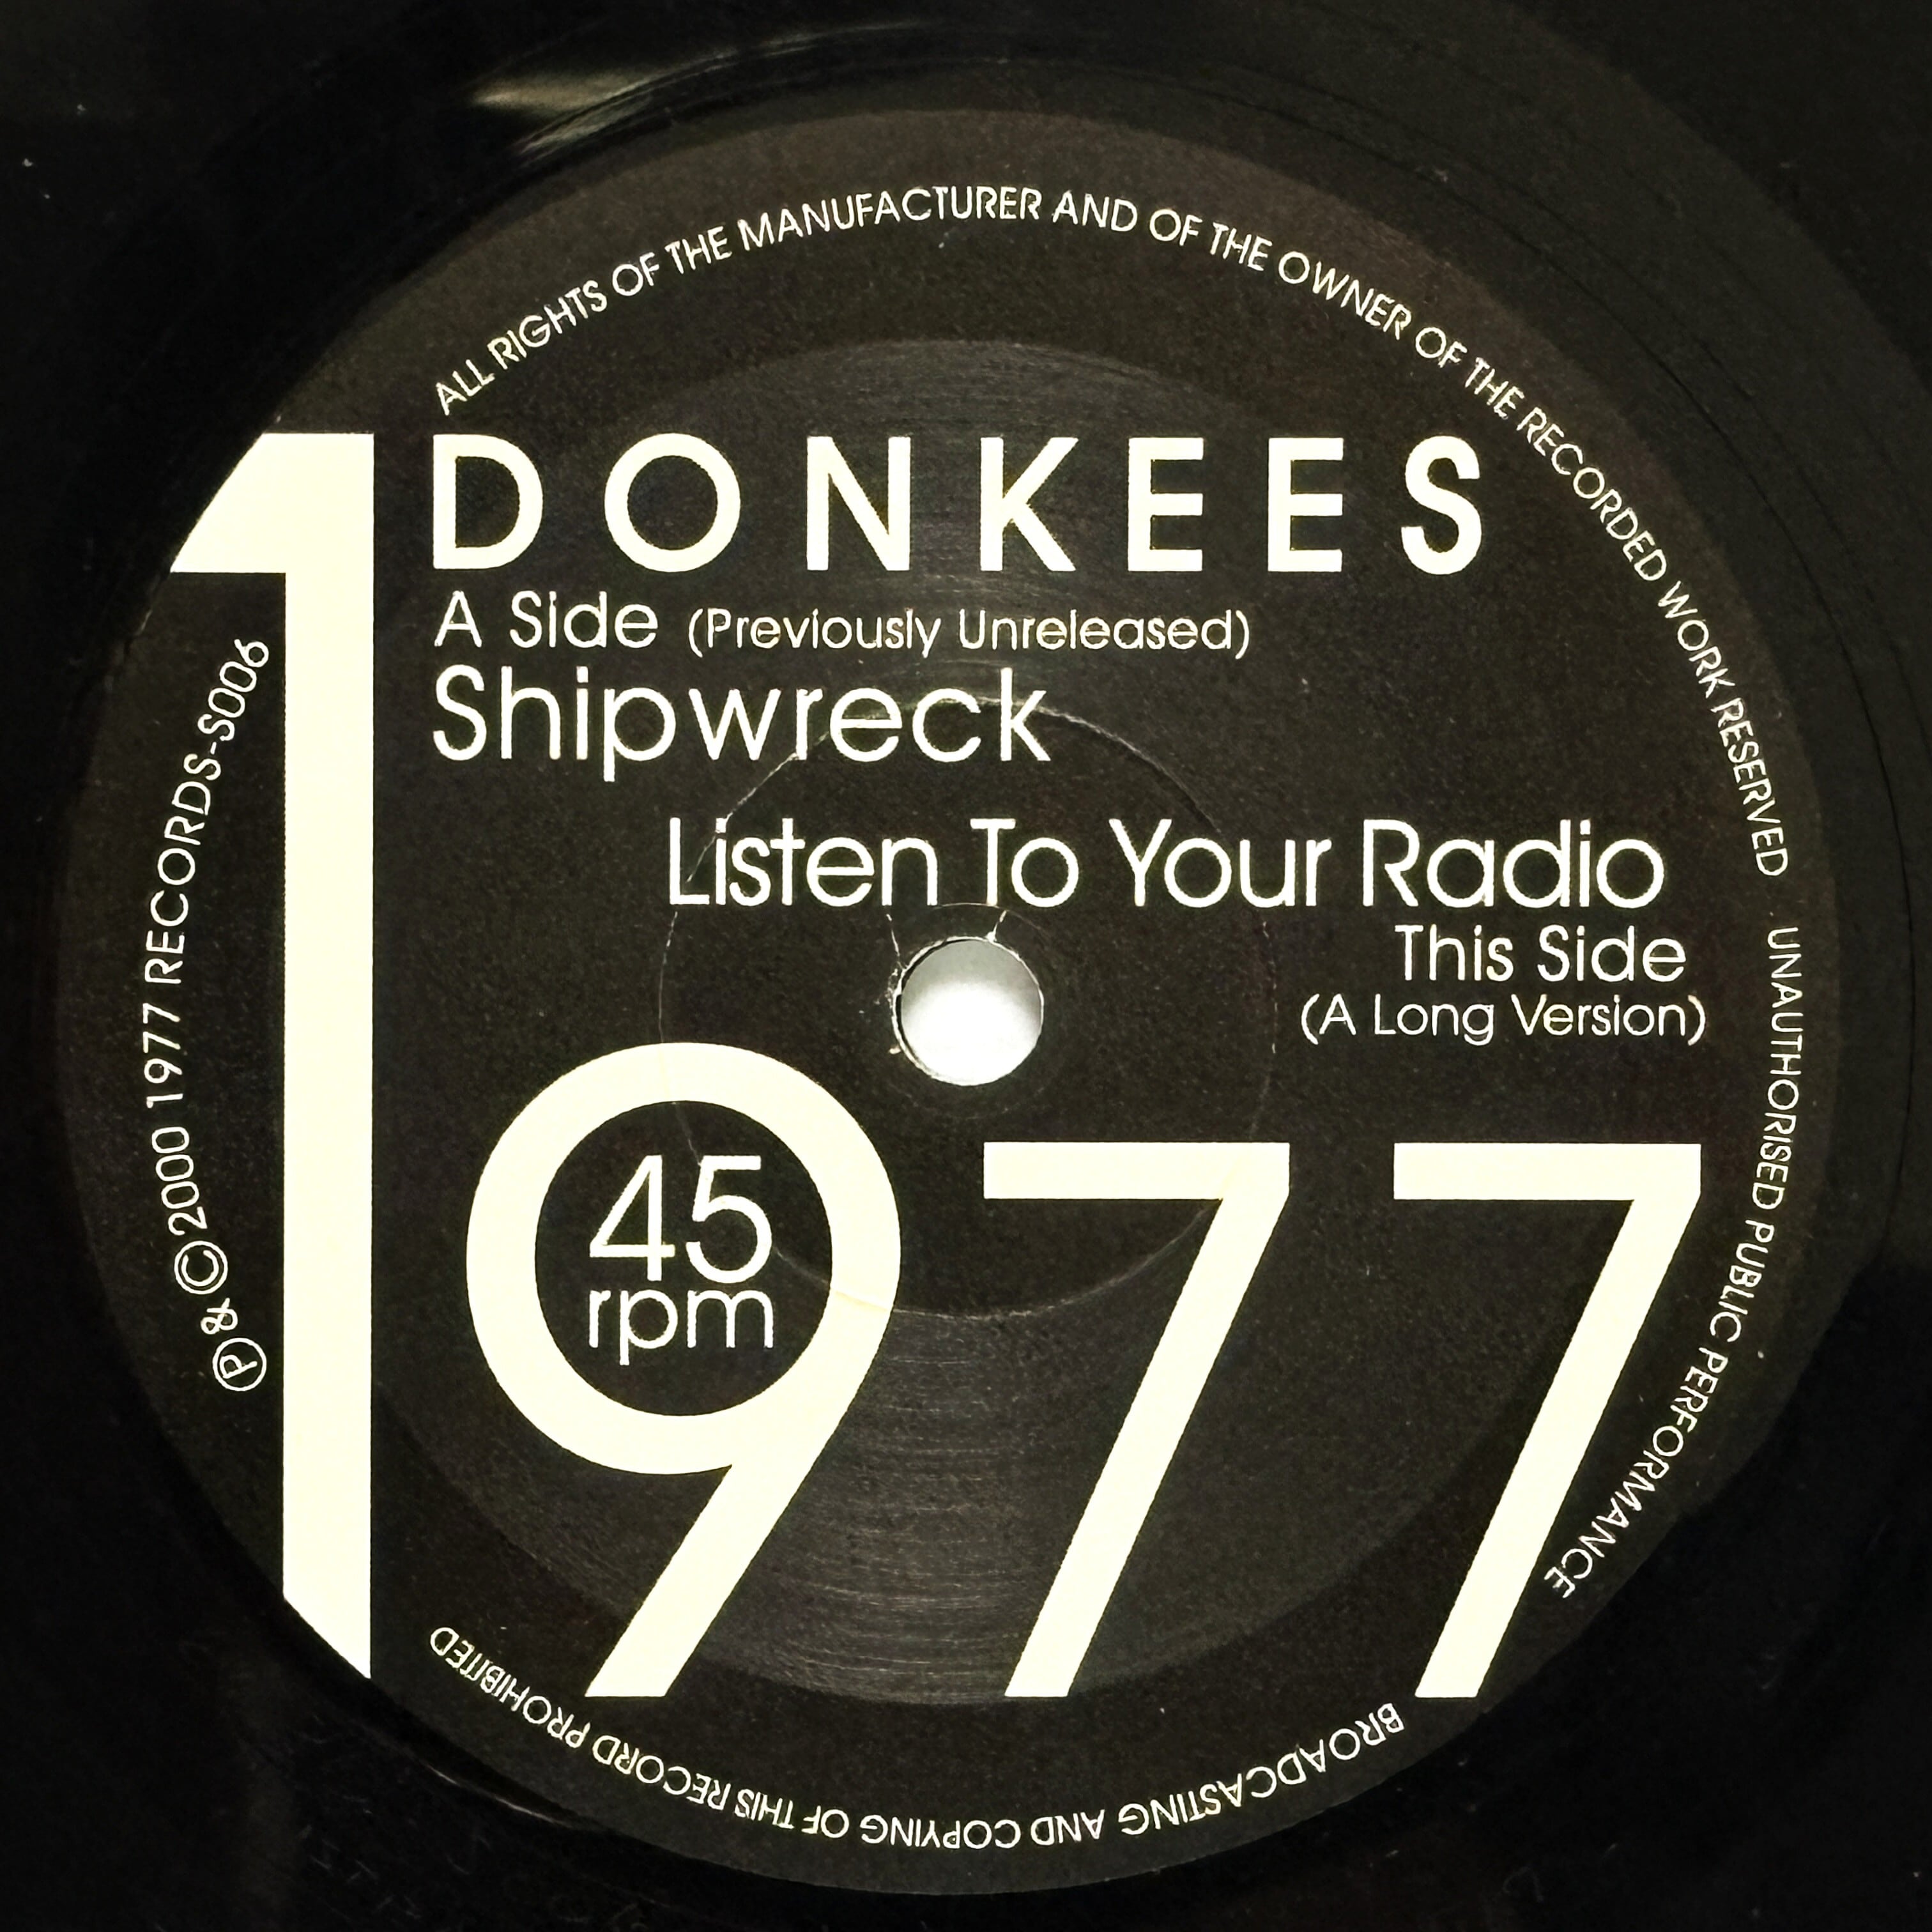 ALL RIGHTS OF THE MANUFACTURER AND OF THE OWNER OF THE RECORDED WORK RESERVED
UNAUTHORISED PUBLIC PERFORMANCE
BROADCASTING AND COPYING OF THIS RECORD PROHIBITED
Ⓟ&©2000 1977 RECORDS-S006
DONKEES
A Side (Previously Unreleased)
Shipwreck
Listen To Your Radio
This Side
(A Long Version)
1977
45
rpm